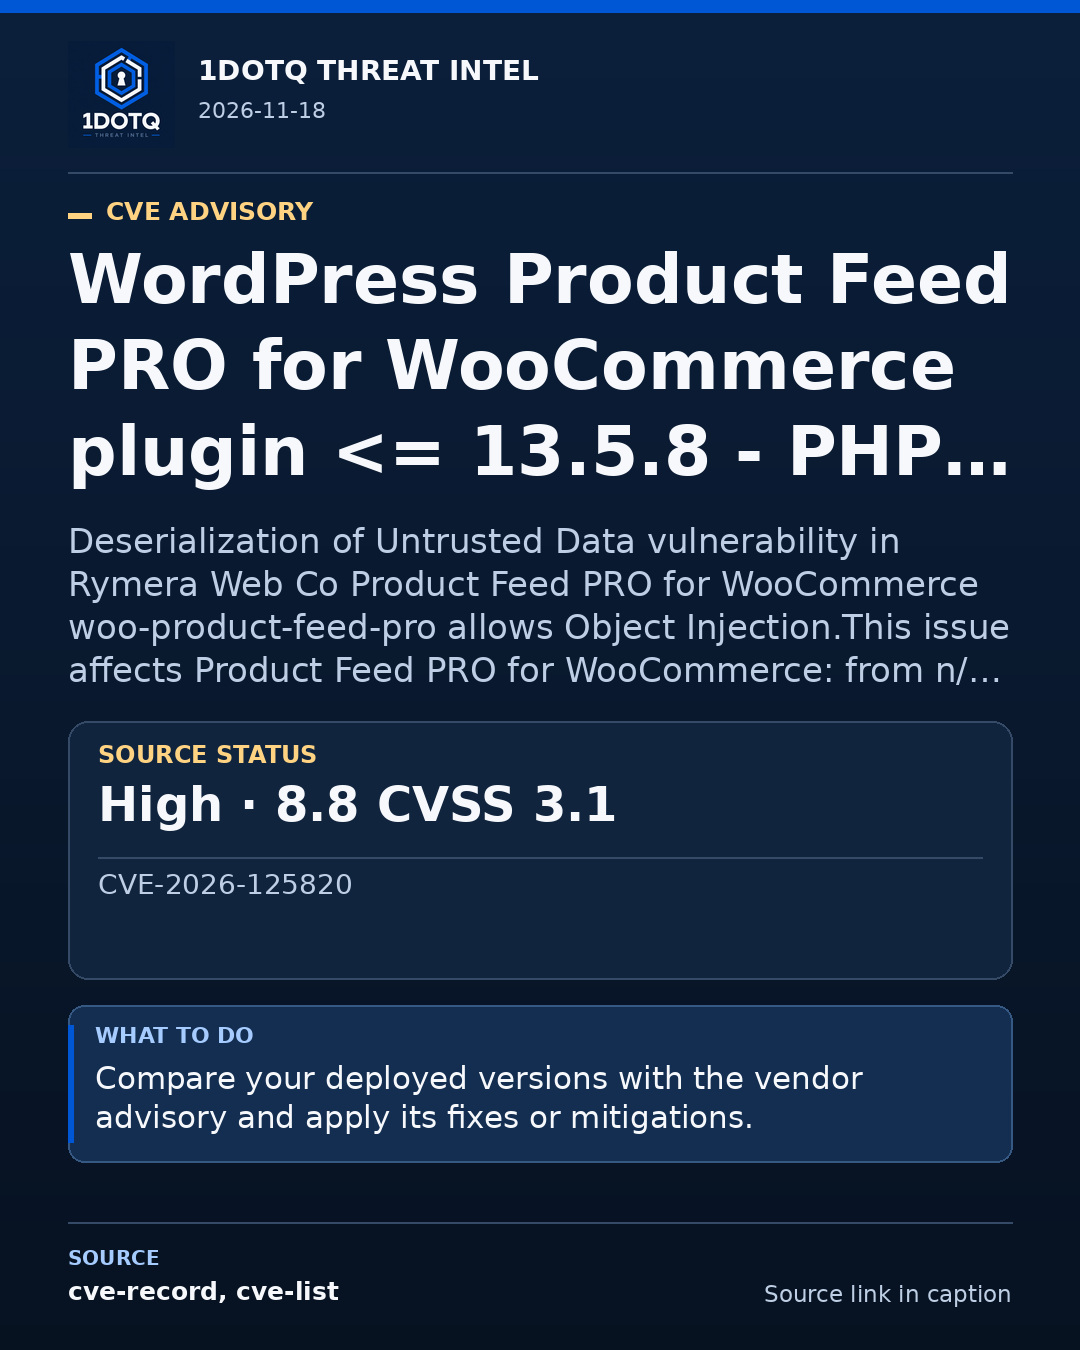 1DOTQ
THREAT INTEL
1DOTQ THREAT INTEL
2026-11-18
CVE ADVISORY
WordPress Product Feed
PRO for WooCommerce
plugin <= 13.5.8 - PHP…
Deserialization of Untrusted Data vulnerability in
Rymera Web Co Product Feed PRO for WooCommerce
woo-product-feed-pro allows Object Injection.This issue
affects Product Feed PRO for WooCommerce: from n/…
SOURCE STATUS
High · 8.8 CVSS 3.1
CVE-2026-125820
WHAT TO DO
Compare your deployed versions with the vendor
advisory and apply its fixes or mitigations.
SOURCE
cve-record, cve-list
Source link in caption